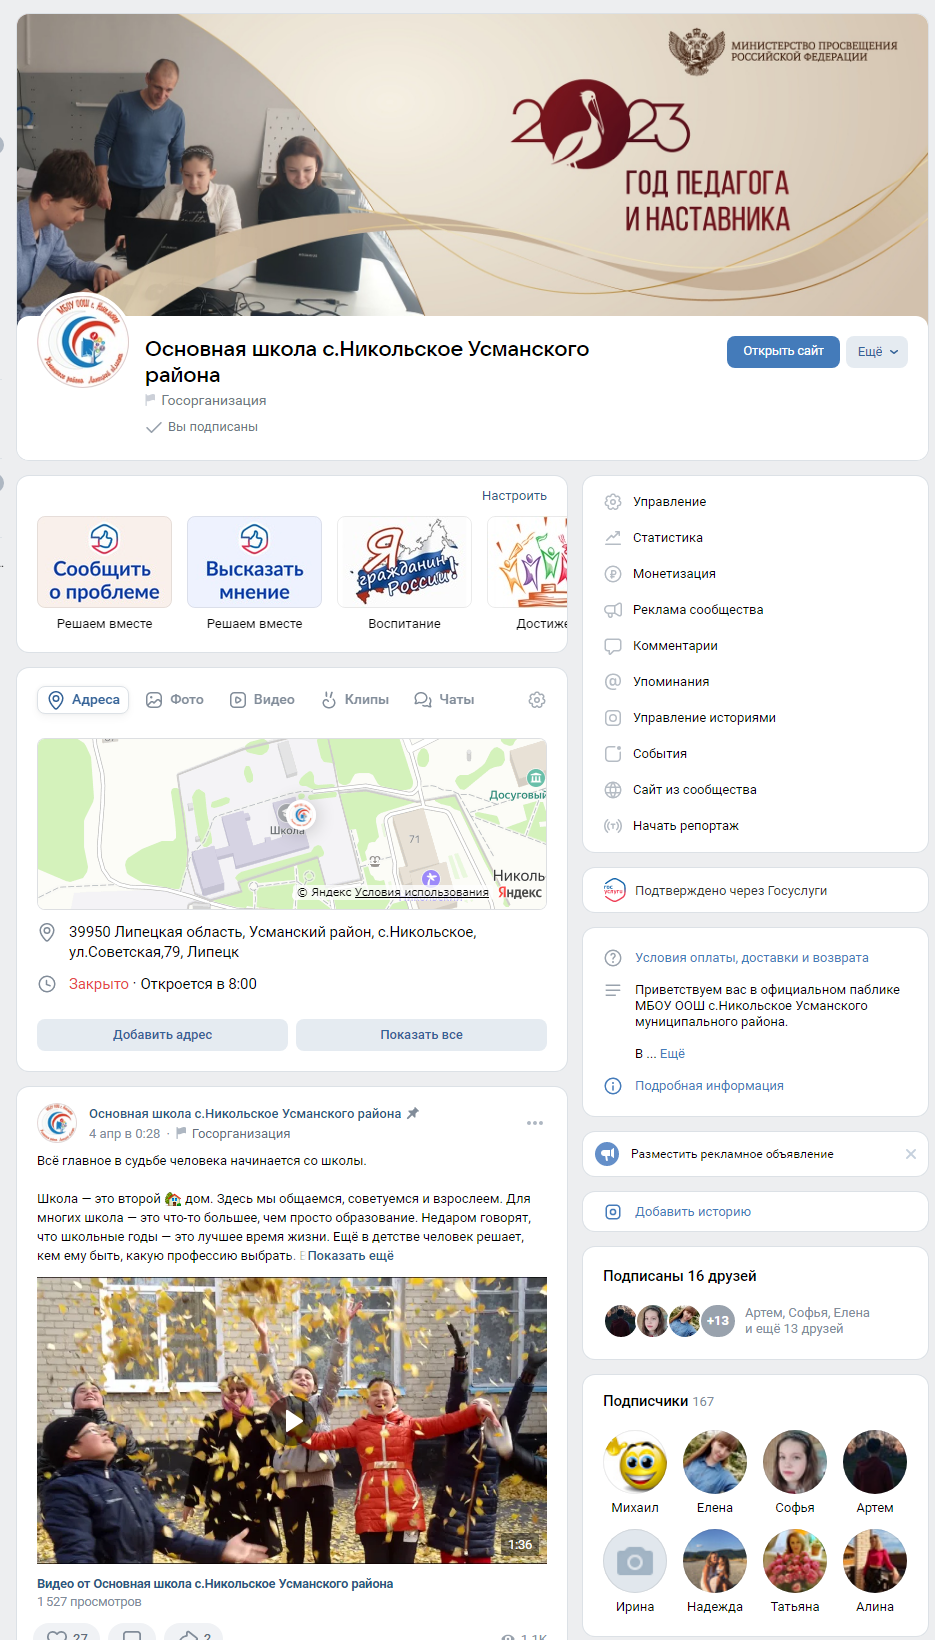 МИНИСТЕРСТВО ПРОСВЕЩЕНИЯ
РОССИЙСКОЙ ФЕДЕРАЦИИ
2023
ГОД ПЕДАГОГА
И НАСТАВНИКА
МБОУ ООШ с. Никольское
Усманского района Липецкой области
Основная школа с.Никольское Усманского
района
Госорганизация
Вы подписаны
Открыть сайт
Ещё
Настроить
Сообщить
о проблеме
Высказать
мнение
Я
гражданин
России!
Решаем вместе
Решаем вместе
Воспитание
Достиже
Адреса
Фото
Видео
Клипы
Чаты
Досуговый
Школа
71
Николь
© Яндекс Условия использования
Яндекс
39950 Липецкая область, Усманский район, с.Никольское,
ул.Советская,79, Липецк
Закрыто · Откроется в 8:00
Добавить адрес
Показать все
Основная школа с.Никольское Усманского района
4 апр в 0:28 · Госорганизация
Всё главное в судьбе человека начинается со школы.
Школа — это второй 🏡 дом. Здесь мы общаемся, советуемся и взрослеем. Для
многих школа — это что-то большее, чем просто образование. Недаром говорят,
что школьные годы — это лучшее время жизни. Ещё в детстве человек решает,
кем ему быть, какую профессию выбрать. Показать ещё
1:36
Видео от Основная школа с.Никольское Усманского района
1 527 просмотров
27
2
1.1K
Управление
Статистика
Монетизация
Реклама сообщества
Комментарии
Упоминания
Управление историями
События
Сайт из сообщества
Начать репортаж
гос
услуги
Подтверждено через Госуслуги
Условия оплаты, доставки и возврата
Приветствуем вас в официальном паблике
МБОУ ООШ с.Никольское Усманского
муниципального района.
В ... Ещё
Подробная информация
Разместить рекламное объявление
Добавить историю
Подписаны 16 друзей
+13
Артем, Софья, Елена
и ещё 13 друзей
Подписчики 167
Михаил
Елена
Софья
Артем
Ирина
Надежда
Татьяна
Алина